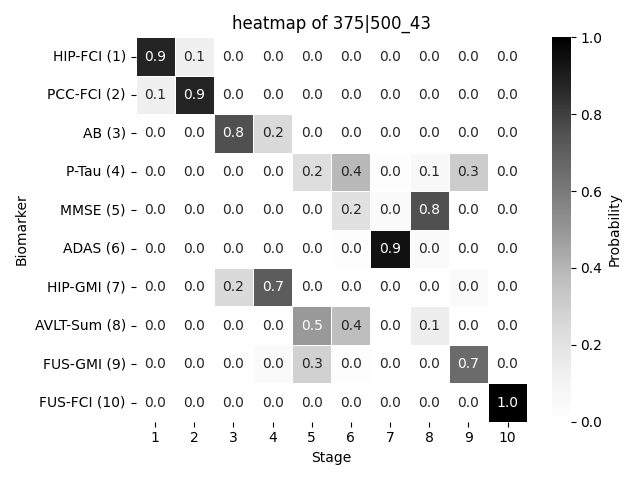 heatmap of 375|500_43
HIP-FCI (1) 0.9 0.1 0.0 0.0 0.0 0.0 0.0 0.0 0.0 0.0
PCC-FCI (2) 0.1 0.9 0.0 0.0 0.0 0.0 0.0 0.0 0.0 0.0
AB (3) 0.0 0.0 0.8 0.2 0.0 0.0 0.0 0.0 0.0 0.0
P-Tau (4) 0.0 0.0 0.0 0.0 0.2 0.4 0.0 0.1 0.3 0.0
MMSE (5) 0.0 0.0 0.0 0.0 0.0 0.2 0.0 0.8 0.0 0.0
ADAS (6) 0.0 0.0 0.0 0.0 0.0 0.0 0.9 0.0 0.0 0.0
HIP-GMI (7) 0.0 0.0 0.2 0.7 0.0 0.0 0.0 0.0 0.0 0.0
AVLT-Sum (8) 0.0 0.0 0.0 0.0 0.5 0.4 0.0 0.1 0.0 0.0
FUS-GMI (9) 0.0 0.0 0.0 0.0 0.3 0.0 0.0 0.0 0.7 0.0
FUS-FCI (10) 0.0 0.0 0.0 0.0 0.0 0.0 0.0 0.0 0.0 1.0
1 2 3 4 5 6 7 8 9 10
Stage
Biomarker
1.0
0.8
0.6
0.4
0.2
0.0
Probability